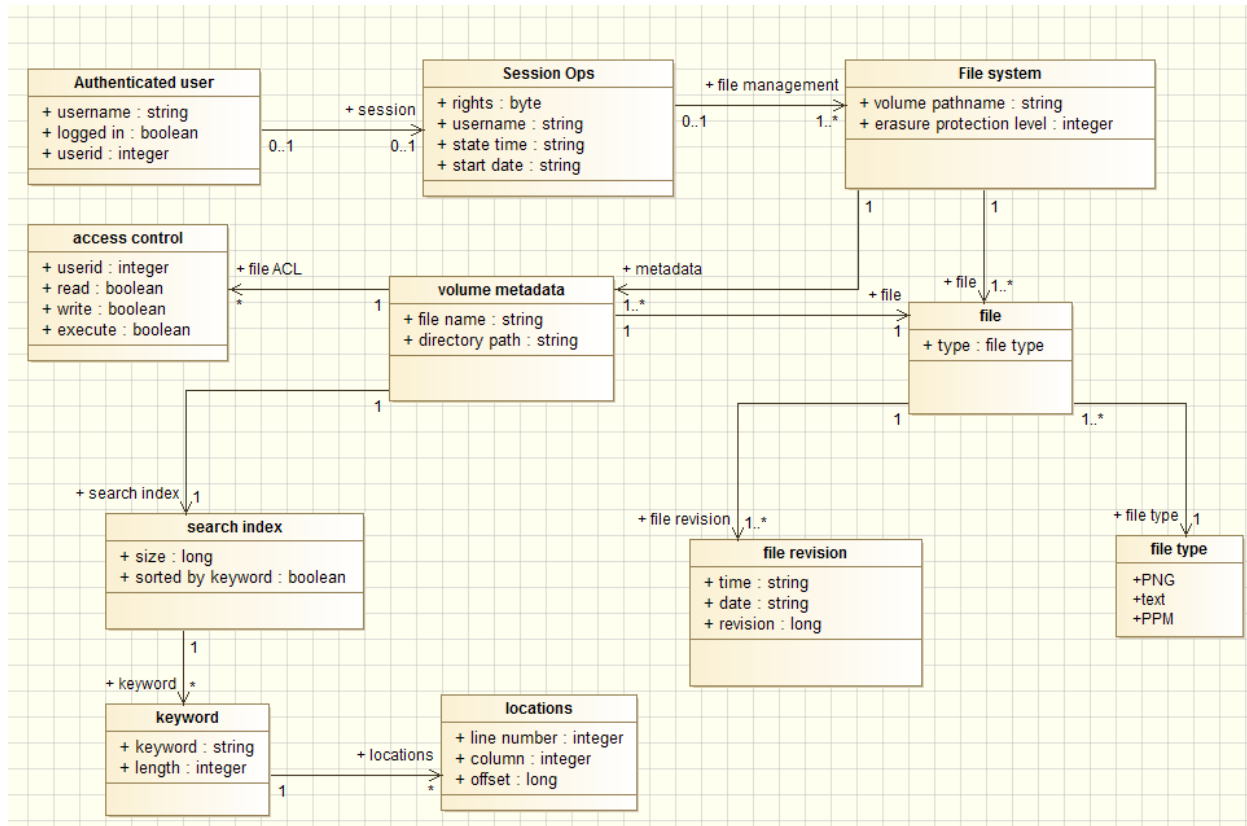 Authenticated user
+ username : string
+ logged in : boolean
+ userid : integer
+ session
0..1
0..1
Session Ops
+ rights : byte
+ username : string
+ state time : string
+ start date : string
+ file management
0..1
1..*
File system
+ volume pathname : string
+ erasure protection level : integer
1
1
access control
+ userid : integer
+ read : boolean
+ write : boolean
+ execute : boolean
+ file ACL
*
1
volume metadata
+ file name : string
+ directory path : string
+ metadata
1..*
1
+ file
1
+ file
1..*
file
+ type : file type
1
1
1..*
+ search index
1
search index
+ size : long
+ sorted by keyword : boolean
+ file revision
1..*
file revision
+ time : string
+ date : string
+ revision : long
+ file type
1
file type
+PNG
+text
+PPM
1
+ keyword
*
keyword
+ keyword : string
+ length : integer
+ locations
1
*
locations
+ line number : integer
+ column : integer
+ offset : long